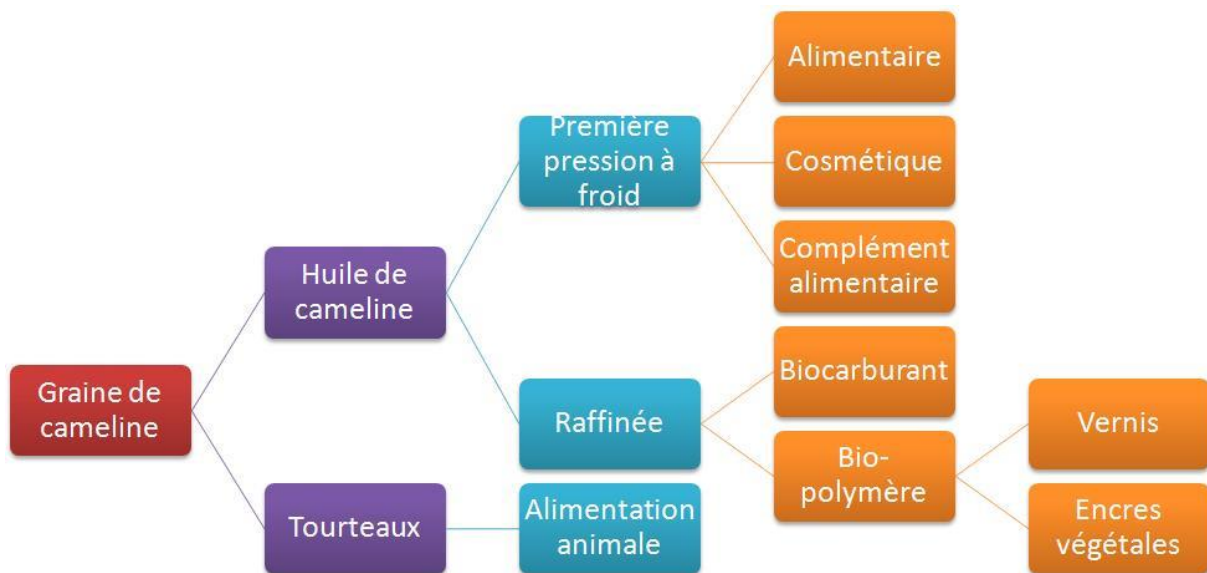 Graine de
cameline
Huile de
cameline
Tourteaux
Première
pression à
froid
Raffinée
Alimentation
animale
Alimentaire
Cosmétique
Complément
alimentaire
Biocarburant
Bio-
polymère
Vernis
Encres
végétales